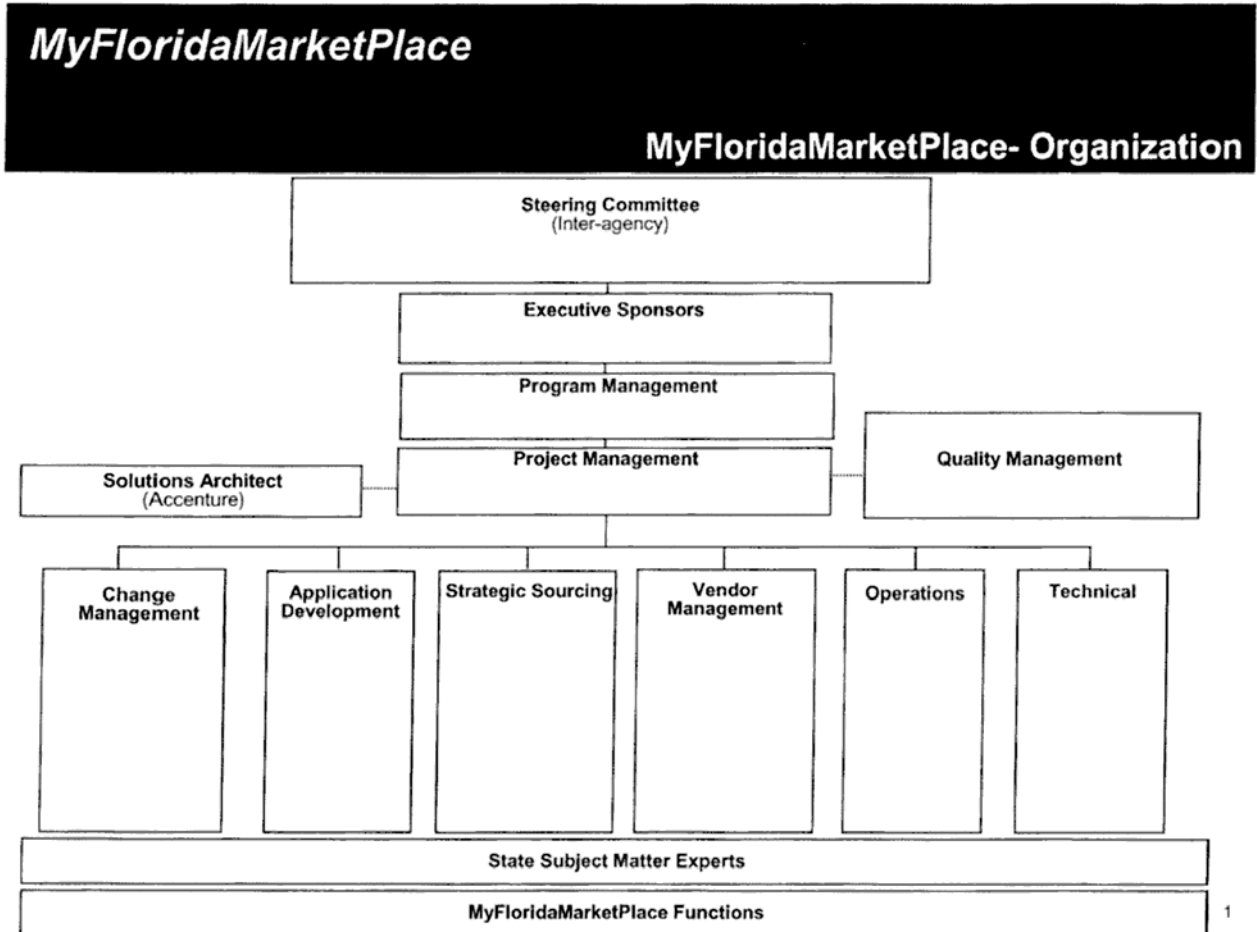 MyFloridaMarketPlace
MyFloridaMarketPlace- Organization
Steering Committee
(Inter-agency)
Executive Sponsors
Program Management
Project Management
Quality Management
Solutions Architect
(Accenture)
Change
Management
Application
Development
Strategic Sourcing
Vendor
Management
Operations
Technical
State Subject Matter Experts
MyFloridaMarketPlace Functions
1